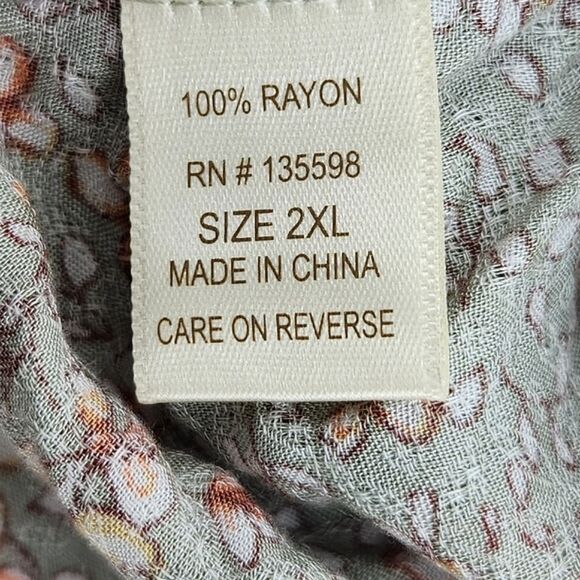 100% RAYON
RN # 135598
SIZE 2XL
MADE IN CHINA
CARE ON REVERSE